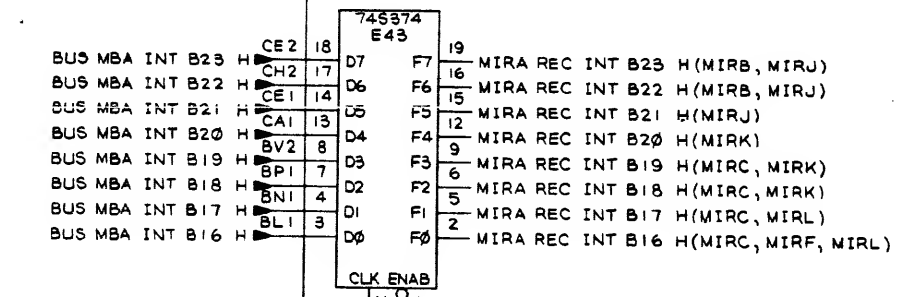 74S374
E43
BUS MBA INT B23 H CE2 18 D7 F7 19 MIRA REC INT B23 H(MIRB, MIRJ)
BUS MBA INT B22 H CH2 17 D6 F6 16 MIRA REC INT B22 H(MIRB, MIRJ)
BUS MBA INT B21 H CE1 14 D5 F5 15 MIRA REC INT B21 H(MIRJ)
BUS MBA INT B2Ø H CA1 13 D4 F4 12 MIRA REC INT B2Ø H(MIRK)
BUS MBA INT B19 H BV2 8 D3 F3 9 MIRA REC INT B19 H(MIRC, MIRK)
BUS MBA INT B18 H BP1 7 D2 F2 6 MIRA REC INT B18 H(MIRC, MIRK)
BUS MBA INT B17 H BN1 4 D1 F1 5 MIRA REC INT B17 H(MIRC, MIRL)
BUS MBA INT B16 H BL1 3 DØ FØ 2 MIRA REC INT B16 H(MIRC, MIRF, MIRL)
CLK ENAB